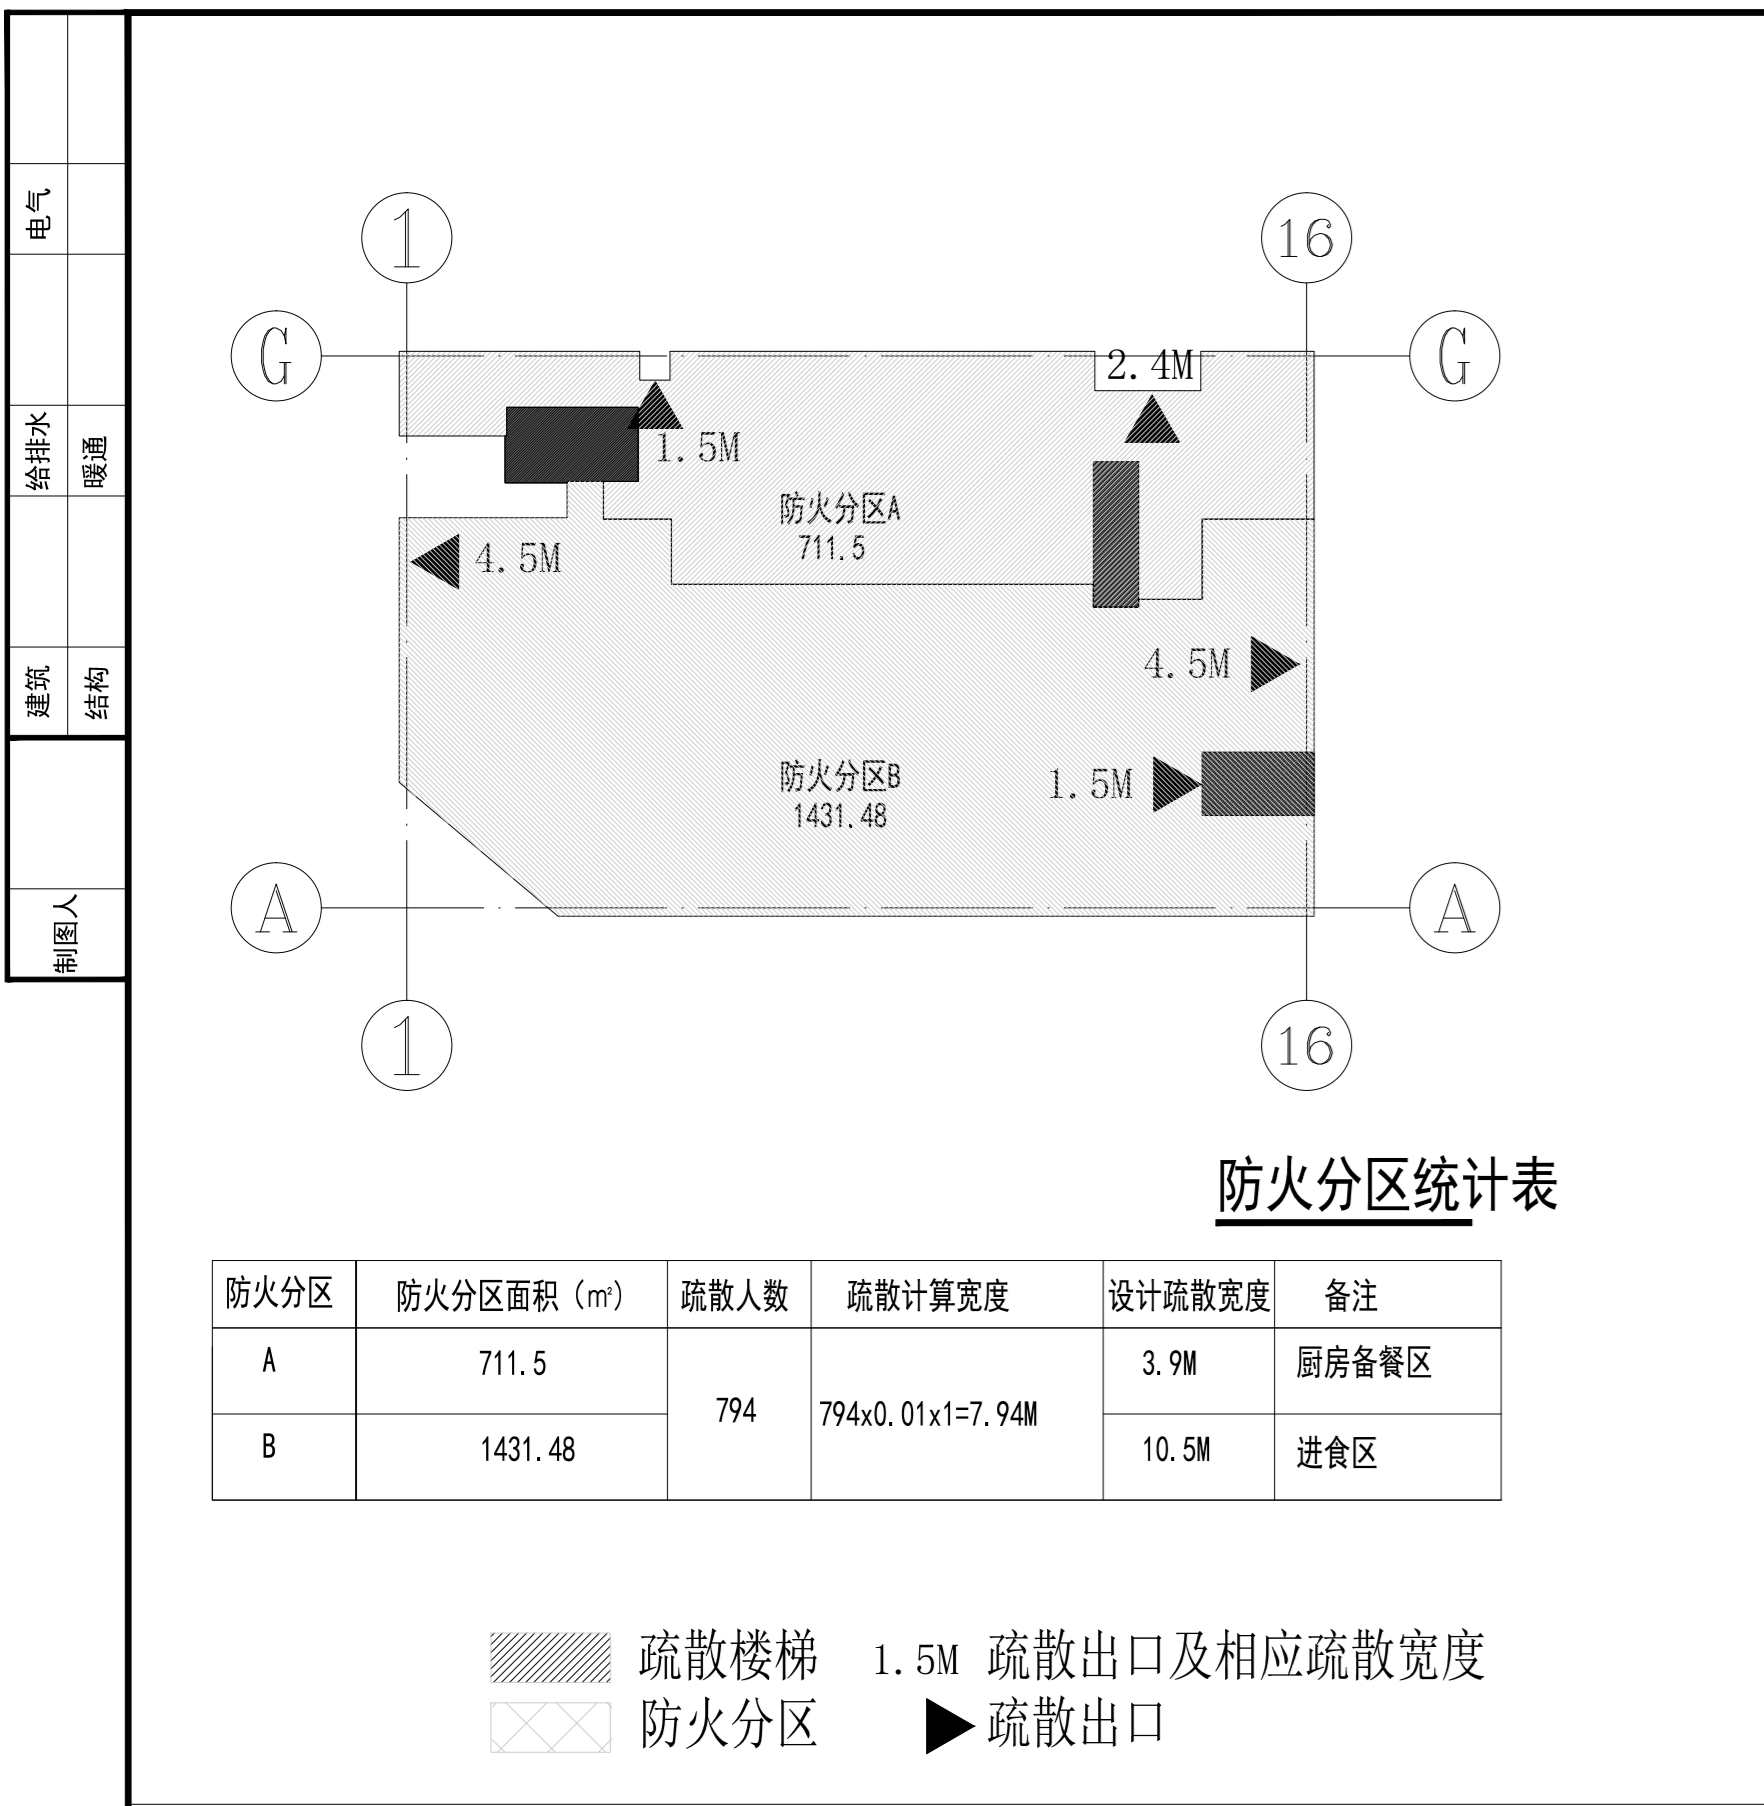 电气
给排水
暖通
建筑
结构
制图人
1
16
G
G
2.4M
1.5M
防火分区A
711.5
4.5M
4.5M
防火分区B
1431.48
1.5M
A
A
1
16
防火分区统计表
防火分区 防火分区面积（㎡） 疏散人数 疏散计算宽度 设计疏散宽度 备注
A 711.5 3.9M 厨房备餐区
794 794x0.01x1=7.94M
B 1431.48 10.5M 进食区
疏散楼梯 1.5M 疏散出口及相应疏散宽度
防火分区 疏散出口